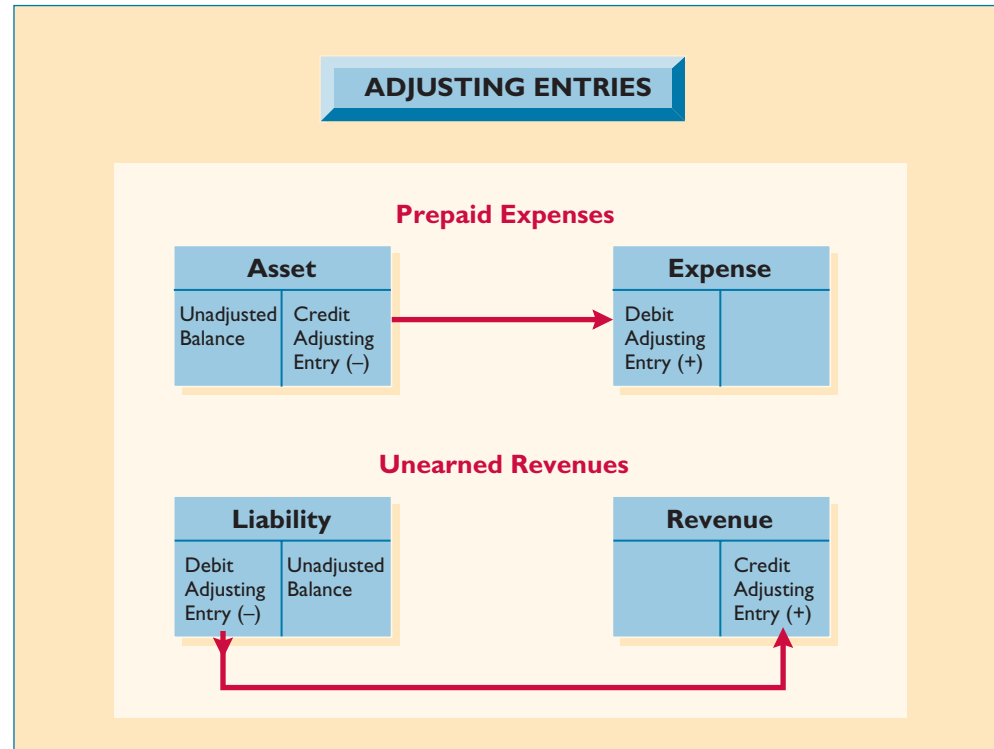 ADJUSTING ENTRIES
Prepaid Expenses
Asset
Unadjusted
Balance
Credit
Adjusting
Entry (–)
Expense
Debit
Adjusting
Entry (+)
Unearned Revenues
Liability
Debit
Adjusting
Entry (–)
Unadjusted
Balance
Revenue
Credit
Adjusting
Entry (+)